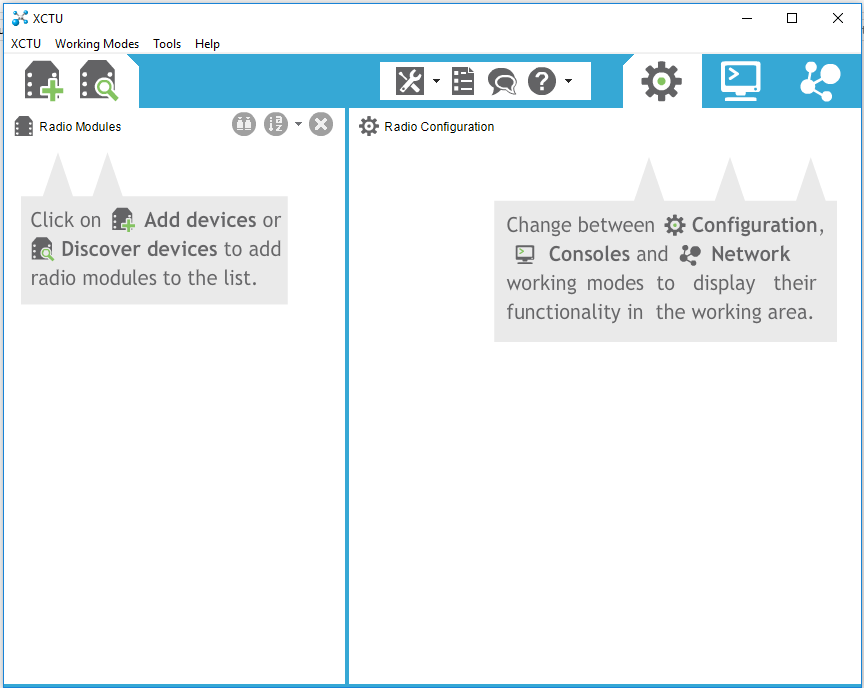 XCTU
XCTU Working Modes Tools Help
Radio Modules
Radio Configuration
Click on Add devices or
Discover devices to add
radio modules to the list.
Change between Configuration,
Consoles and Network
working modes to display their
functionality in the working area.